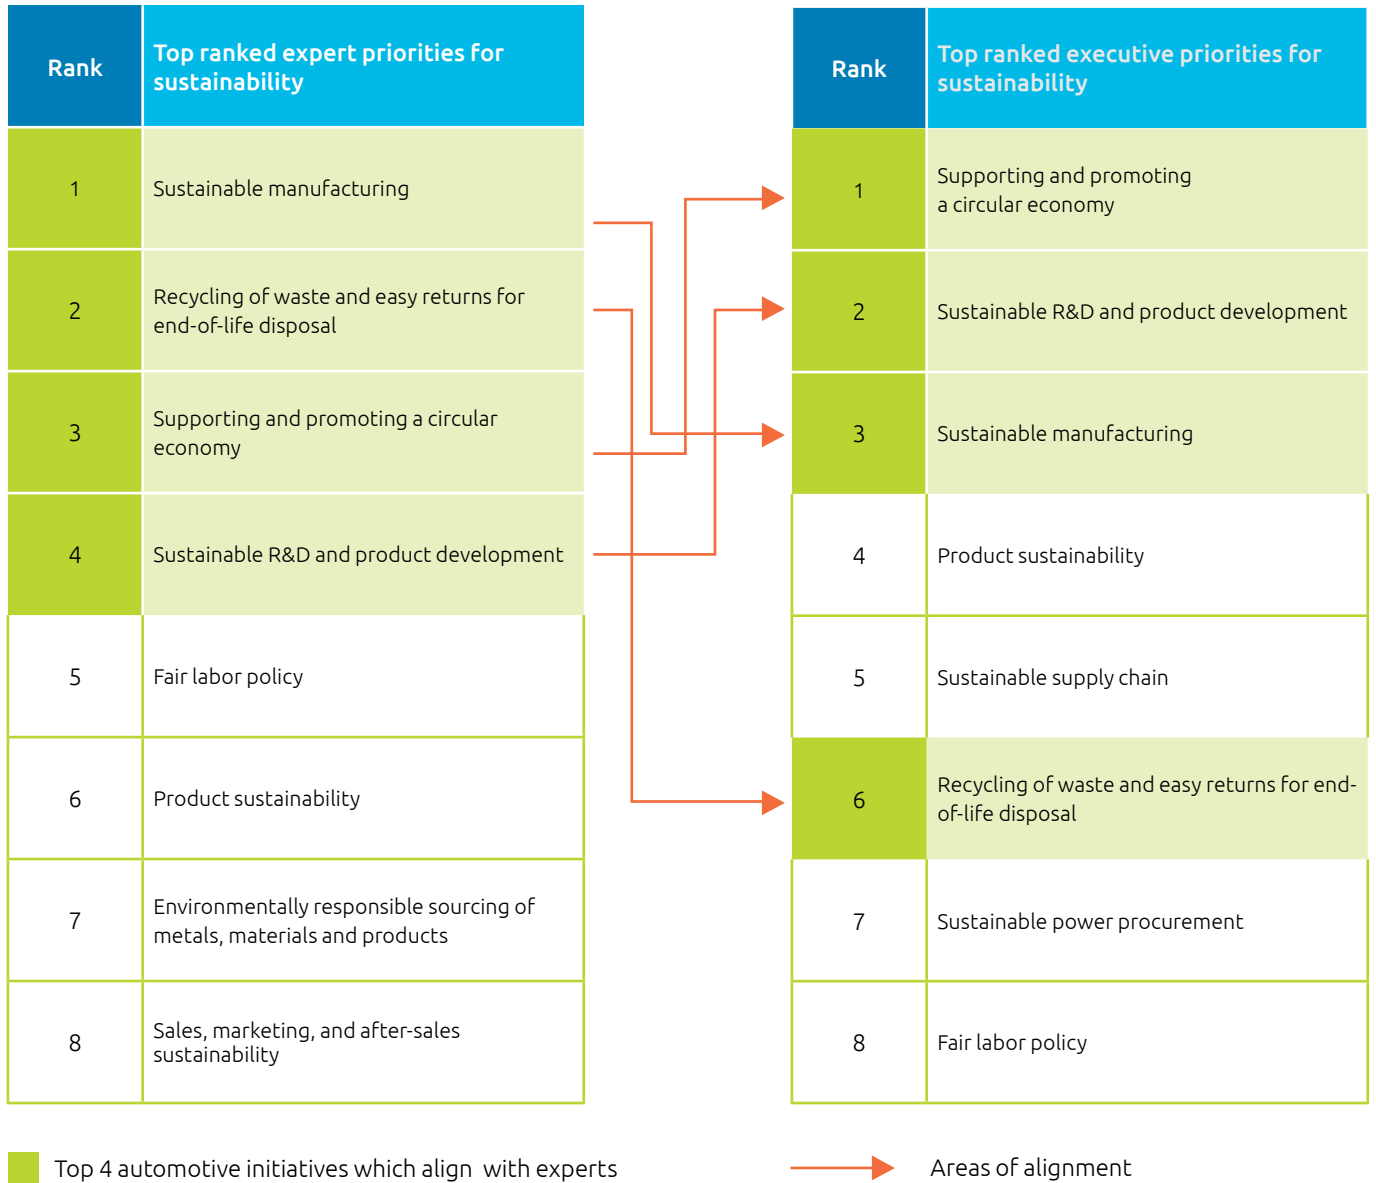 Rank
Top ranked expert priorities for
sustainability
1
Sustainable manufacturing
2
Recycling of waste and easy returns for
end-of-life disposal
3
Supporting and promoting a circular
economy
4
Sustainable R&D and product development
5
Fair labor policy
6
Product sustainability
7
Environmentally responsible sourcing of
metals, materials and products
8
Sales, marketing, and after-sales
sustainability
Rank
Top ranked executive priorities for
sustainability
1
Supporting and promoting
a circular economy
2
Sustainable R&D and product development
3
Sustainable manufacturing
4
Product sustainability
5
Sustainable supply chain
6
Recycling of waste and easy returns for end-
of-life disposal
7
Sustainable power procurement
8
Fair labor policy
Top 4 automotive initiatives which align with experts
Areas of alignment